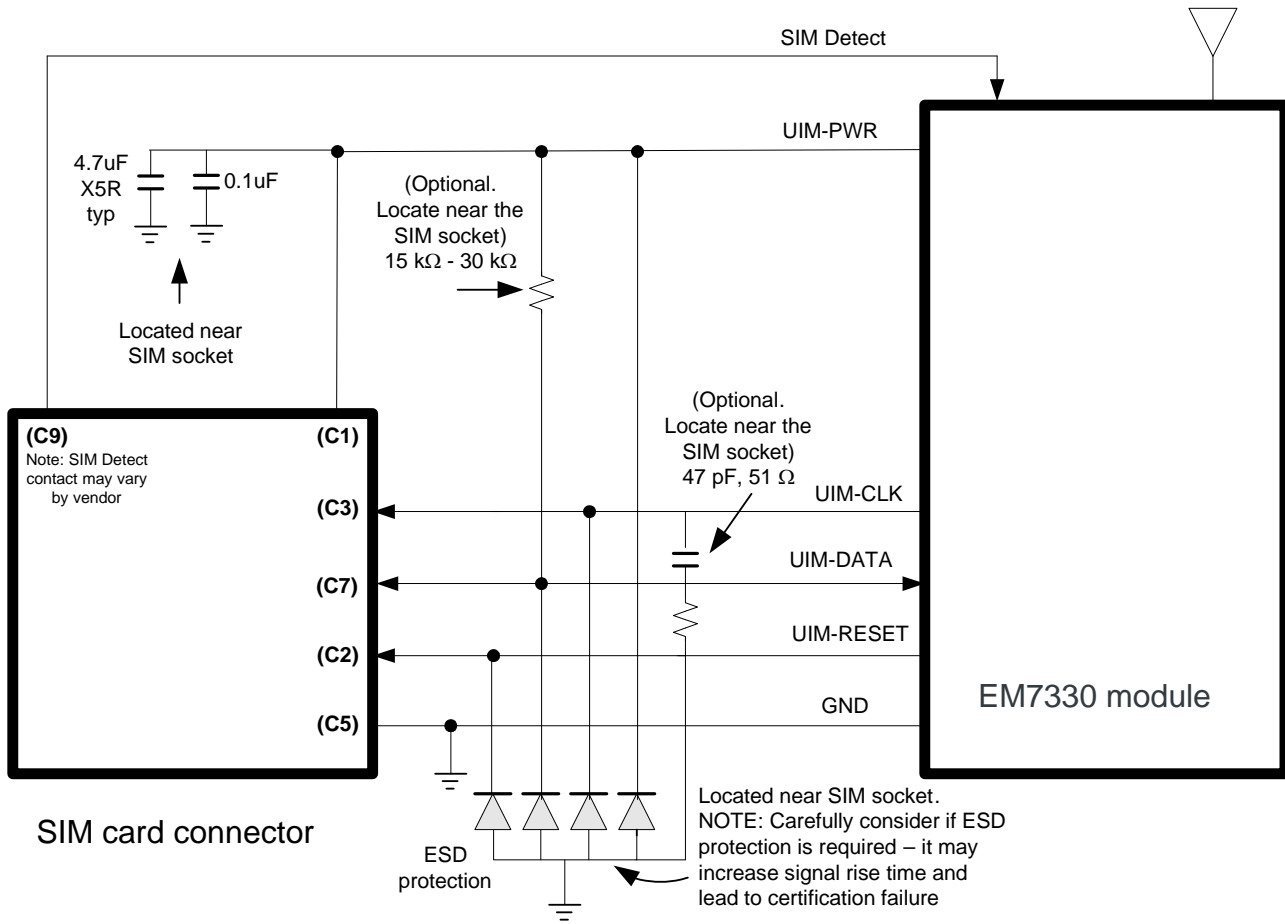 SIM Detect
UIM-PWR
4.7uF
X5R
typ
0.1uF
(Optional.
Locate near the
SIM socket)
15 kΩ - 30 kΩ
Located near
SIM socket
(C9)
Note: SIM Detect
contact may vary
by vendor
(C1)
(C3)
(C7)
(C2)
(C5)
(Optional.
Locate near the
SIM socket)
47 pF, 51 Ω
UIM-CLK
UIM-DATA
UIM-RESET
GND
EM7330 module
SIM card connector
ESD
protection
Located near SIM socket.
NOTE: Carefully consider if ESD
protection is required – it may
increase signal rise time and
lead to certification failure